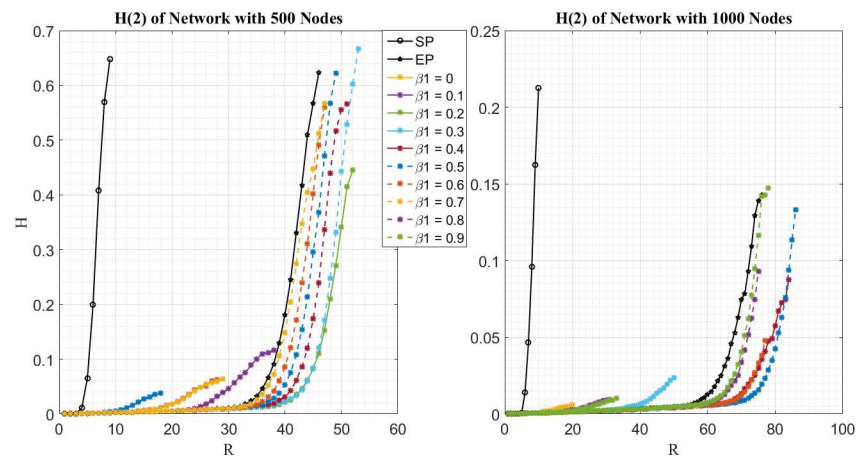 H(2) of Network with 500 Nodes
H
0.7
0.6
0.5
0.4
0.3
0.2
0.1
0
0 10 20 30 40 50 60
R
SP
EP
β1 = 0
β1 = 0.1
β1 = 0.2
β1 = 0.3
β1 = 0.4
β1 = 0.5
β1 = 0.6
β1 = 0.7
β1 = 0.8
β1 = 0.9
H(2) of Network with 1000 Nodes
0.25
0.2
0.15
0.1
0.05
0
0 20 40 60 80 100
R